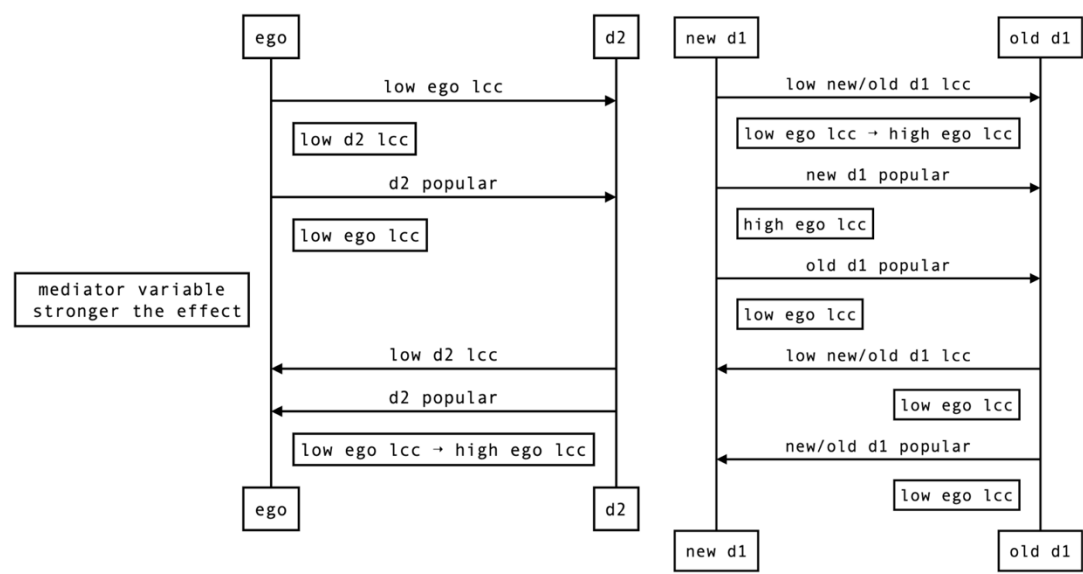 ego
d2
low ego lcc
low d2 lcc
d2 popular
low ego lcc
mediator variable
stronger the effect
low d2 lcc
d2 popular
low ego lcc → high ego lcc
ego
d2
new d1
old d1
low new/old d1 lcc
low ego lcc → high ego lcc
new d1 popular
high ego lcc
old d1 popular
low ego lcc
low new/old d1 lcc
low ego lcc
new/old d1 popular
low ego lcc
new d1
old d1